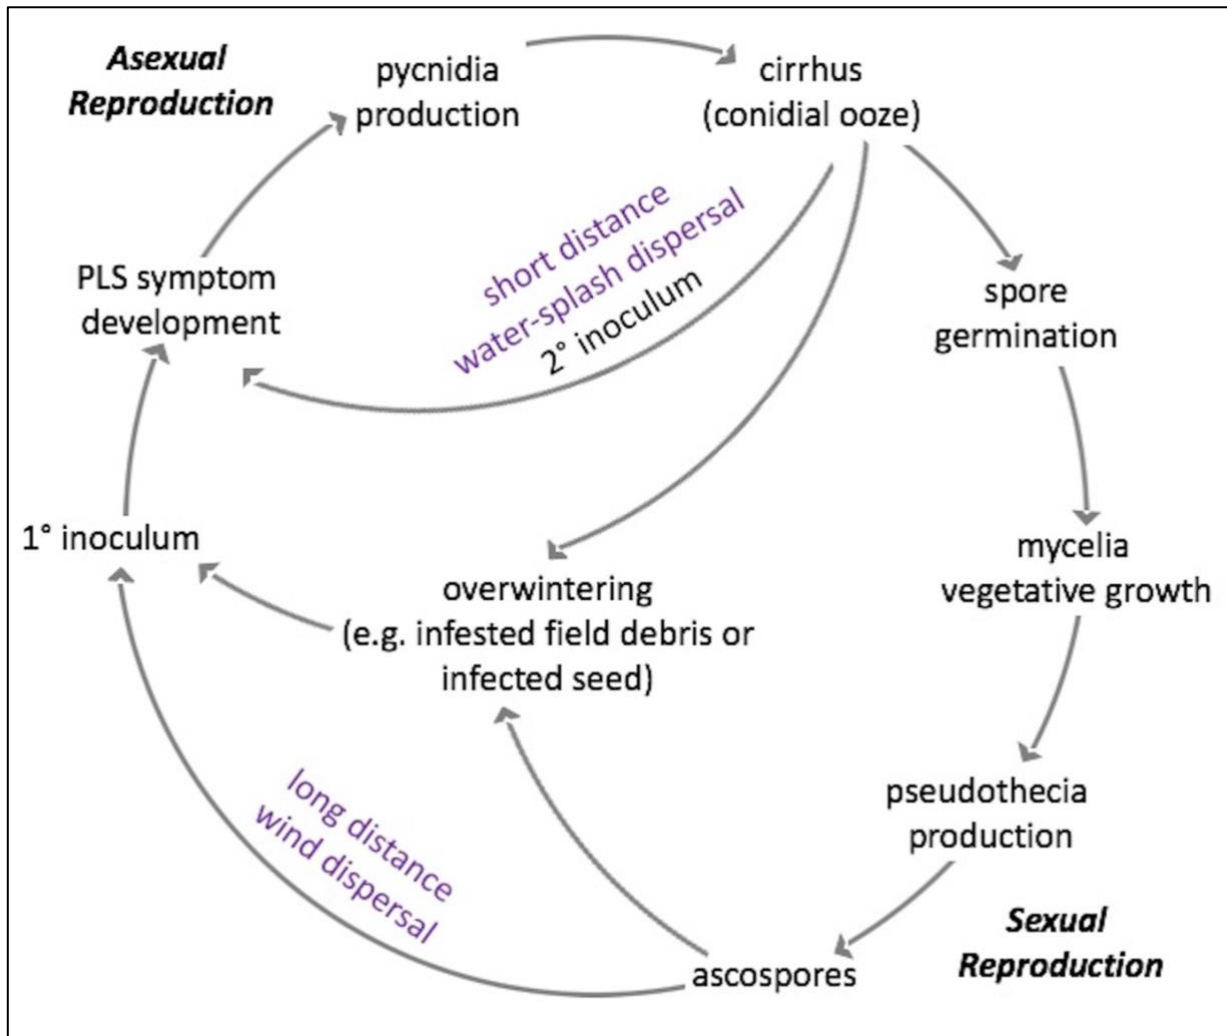 Asexual
Reproduction
pycnidia
production
cirrhus
(conidial ooze)
short distance
water-splash dispersal
2° inoculum
PLS symptom
development
spore
germination
1° inoculum
mycelia
vegetative growth
overwintering
(e.g. infested field debris or
infected seed)
pseudothecia
production
long distance
wind dispersal
Sexual
Reproduction
ascospores